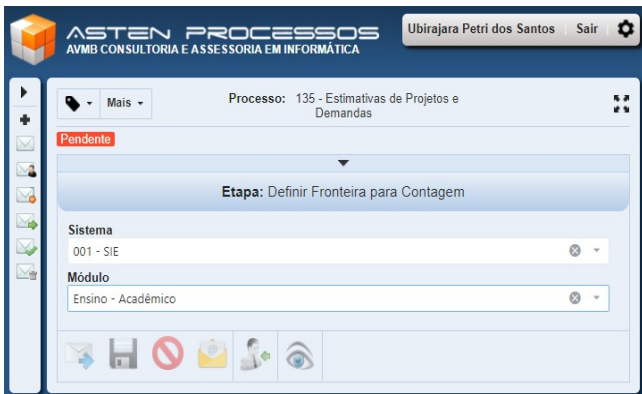 ASTEN PROCESSOS
AVMB CONSULTORIA E ASSESSORIA EM INFORMÁTICA
Ubirajara Petri dos Santos Sair
Mais
Processo: 135 - Estimativas de Projetos e
Demandas
Pendente
Etapa: Definir Fronteira para Contagem
Sistema
001 - SIE
Módulo
Ensino - Acadêmico